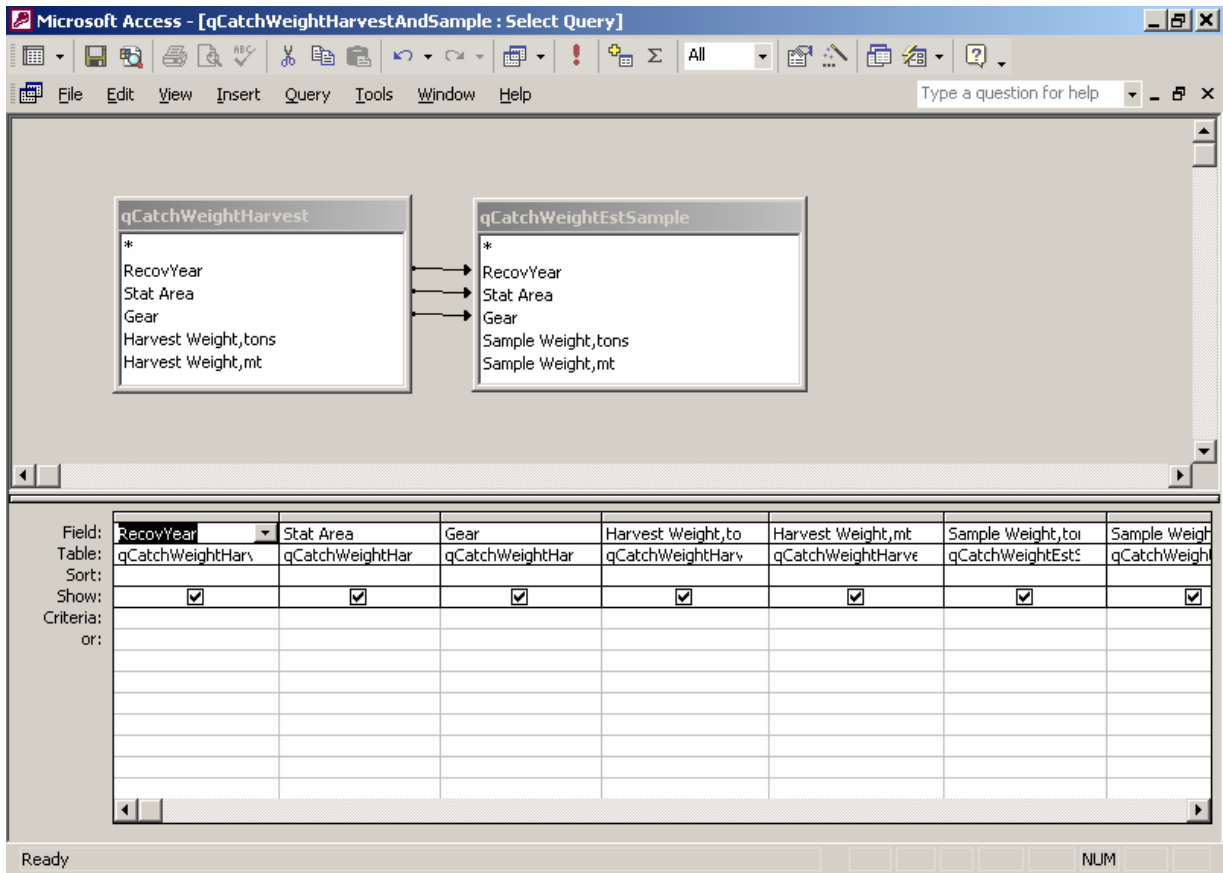 Microsoft Access - [qCatchWeightHarvestAndSample : Select Query]
ABC All
File Edit View Insert Query Tools Window Help Type a question for help
qCatchWeightHarvest
*
RecovYear
Stat Area
Gear
Harvest Weight,tons
Harvest Weight,mt
qCatchWeightEstSample
*
RecovYear
Stat Area
Gear
Sample Weight,tons
Sample Weight,mt
Field: RecovYear Stat Area Gear Harvest Weight,to Harvest Weight,mt Sample Weight,to Sample Weigh
Table: qCatchWeightHarv qCatchWeightHar qCatchWeightHar qCatchWeightHarv qCatchWeightHarve qCatchWeightEstS qCatchWeight
Sort:
Show:
Criteria:
or:
Ready NUM